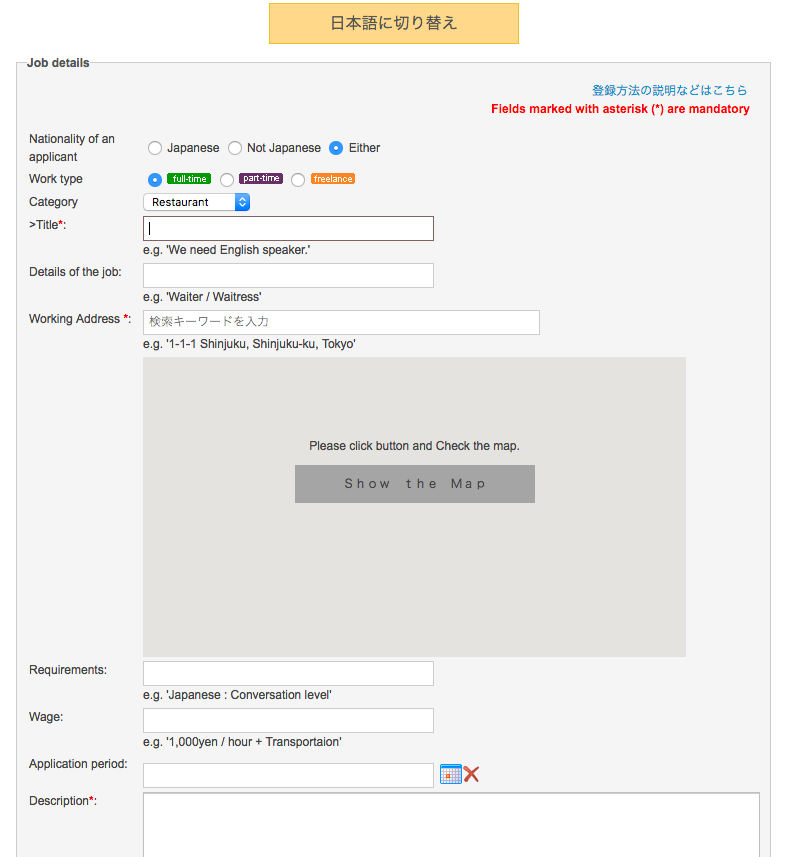 日本語に切り替え
Job details
登録方法の説明などはこちら
Fields marked with asterisk (*) are mandatory
Nationality of an
applicant
Japanese Not Japanese Either
Work type full-time part-time freelance
Category Restaurant
>Title*:
e.g. 'We need English speaker.'
Details of the job:
e.g. 'Waiter / Waitress'
Working Address *: 検索キーワードを入力
e.g. '1-1-1 Shinjuku, Shinjuku-ku, Tokyo'
Please click button and Check the map.
Show the Map
Requirements:
e.g. 'Japanese : Conversation level'
Wage:
e.g. '1,000yen / hour + Transportaion'
Application period:
Description*: